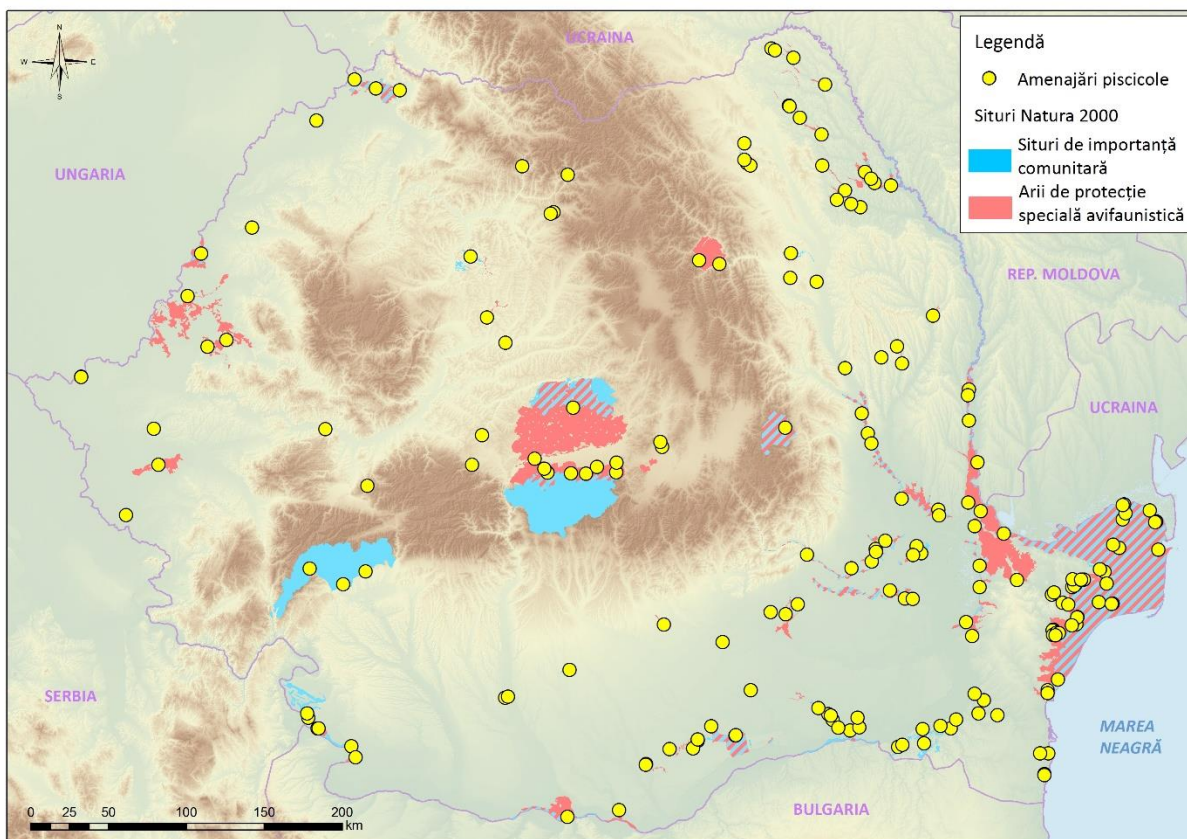 UCRAINA
N
W
C
S
Legendă
Amenajări piscicole
Situri Natura 2000
Situri de importanță
comunitară
Arii de protecție
specială avifaunistică
UNGARIA
REP. MOLDOVA
UCRAINA
SERBIA
MAREA
NEAGRĂ
BULGARIA
0 25 50 100 150 200
km